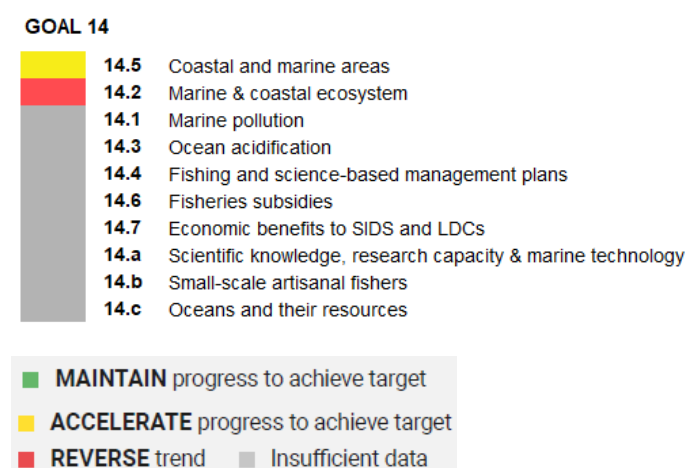 GOAL 14
14.5 Coastal and marine areas
14.2 Marine & coastal ecosystem
14.1 Marine pollution
14.3 Ocean acidification
14.4 Fishing and science-based management plans
14.6 Fisheries subsidies
14.7 Economic benefits to SIDS and LDCs
14.a Scientific knowledge, research capacity & marine technology
14.b Small-scale artisanal fishers
14.c Oceans and their resources
MAINTAIN progress to achieve target
ACCELERATE progress to achieve target
REVERSE trend Insufficient data